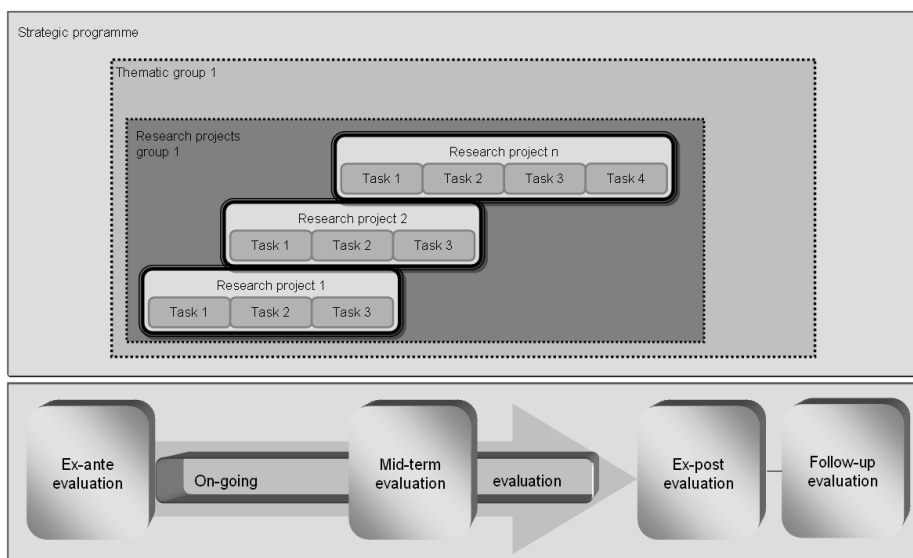 Strategic programme
Thematic group 1
Research projects
group 1
Research project n
Task 1 Task 2 Task 3 Task 4
Research project 2
Task 1 Task 2 Task 3
Research project 1
Task 1 Task 2 Task 3
Ex-ante
evaluation
On-going
Mid-term
evaluation
evaluation
Ex-post
evaluation
Follow-up
evaluation